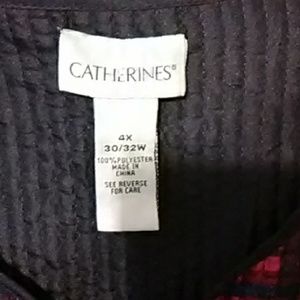 CATHERINES®
4X
30/32W
100% POLYESTER
MADE IN
CHINA
SEE REVERSE
FOR CARE